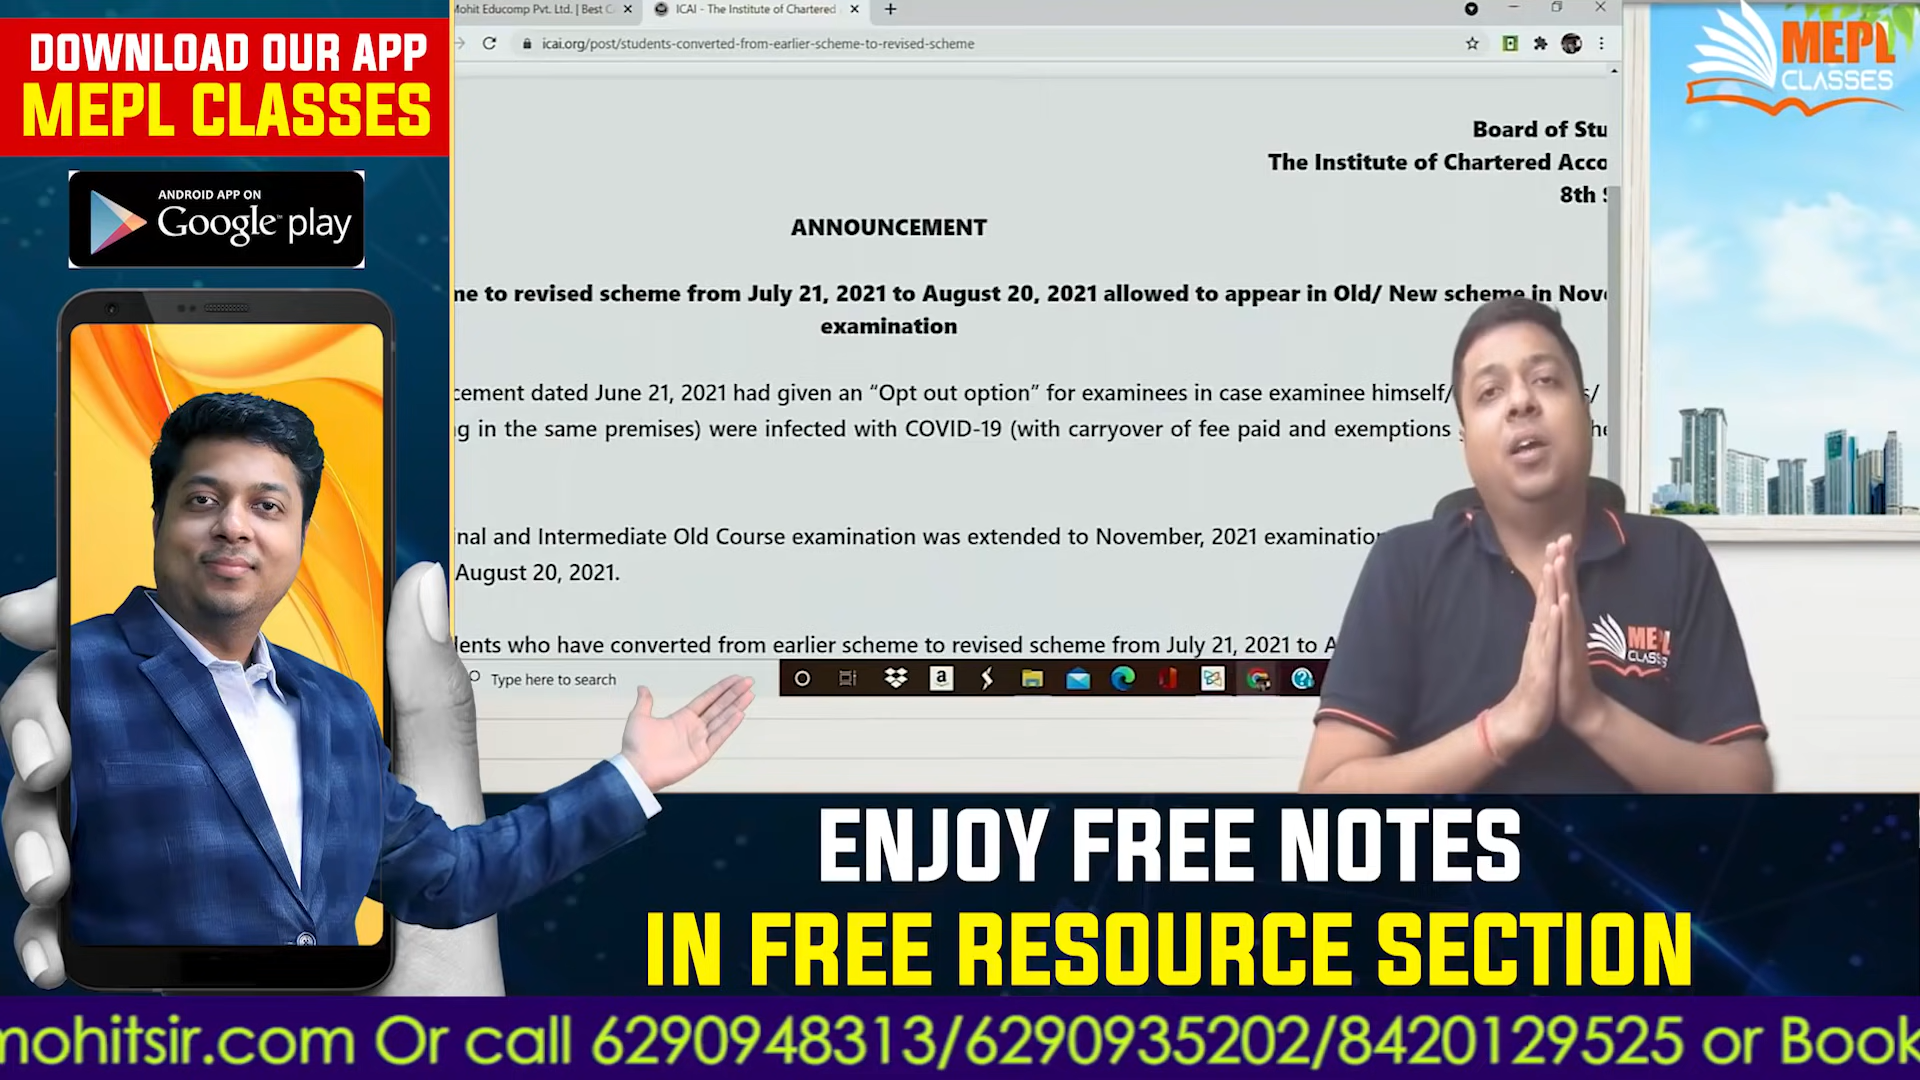 DOWNLOAD OUR APP
MEPL CLASSES
ANDROID APP ON
Google play
Mohit Educomp Pvt. Ltd. | Best C
ICAI - The Institute of Chartered
icai.org/post/students-converted-from-earlier-scheme-to-revised-scheme
MEPL
CLASSES
Board of Stu
The Institute of Chartered Acco
8th
ANNOUNCEMENT
me to revised scheme from July 21, 2021 to August 20, 2021 allowed to appear in Old/ New scheme in Nov
examination
cement dated June 21, 2021 had given an “Opt out option” for examinees in case examinee himself/
g in the same premises) were infected with COVID-19 (with carryover of fee paid and exemptions
nal and Intermediate Old Course examination was extended to November, 2021 examination
August 20, 2021.
dents who have converted from earlier scheme to revised scheme from July 21, 2021 to A
Type here to search
MEPL
CLASSES
ENJOY FREE NOTES
IN FREE RESOURCE SECTION
mohitsir.com Or call 6290948313/6290935202/8420129525 or Book